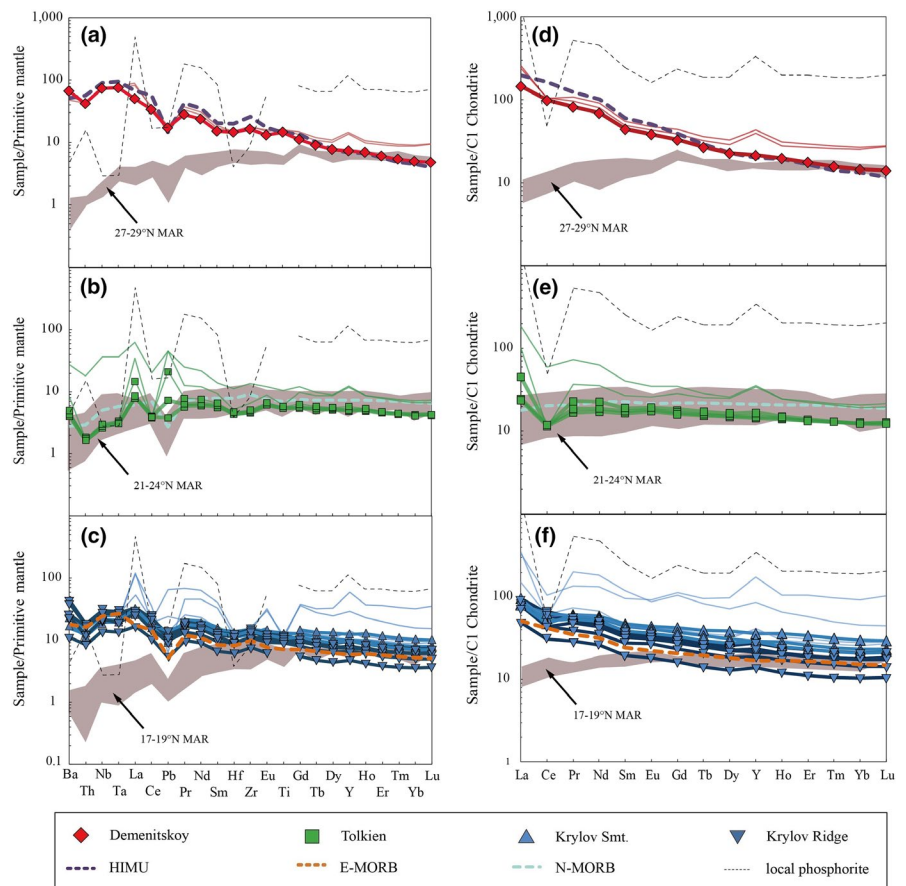 (a)
1,000
100
10
1
Sample/Primitive mantle
27-29°N MAR
(d)
1,000
100
10
Sample/C1 Chondrite
27-29°N MAR
(b)
100
10
1
Sample/Primitive mantle
21-24°N MAR
(e)
100
10
Sample/C1 Chondrite
21-24°N MAR
(c)
100
10
1
0.1
Sample/Primitive mantle
17-19°N MAR
Ba Nb La Pb Nd Hf Eu Gd Dy Ho Tm Lu
Th Ta Ce Pr Sm Zr Ti Tb Y Er Yb
(f)
100
10
1
Sample/C1 Chondrite
17-19°N MAR
La Ce Pr Nd Sm Eu Gd Tb Dy Y Ho Er Tm Yb Lu
Demenitskoy Tolkien Krylov Smt. Krylov Ridge
HIMU E-MORB N-MORB local phosphorite